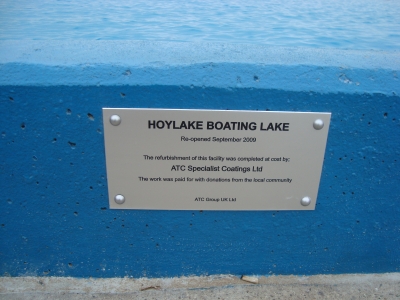 HOYLAKE BOATING LAKE
Re-opened September 2009
The refurbishment of this facility was completed at cost by;
ATC Specialist Coatings Ltd
The work was paid for with donations from the local community
ATC Group UK Ltd